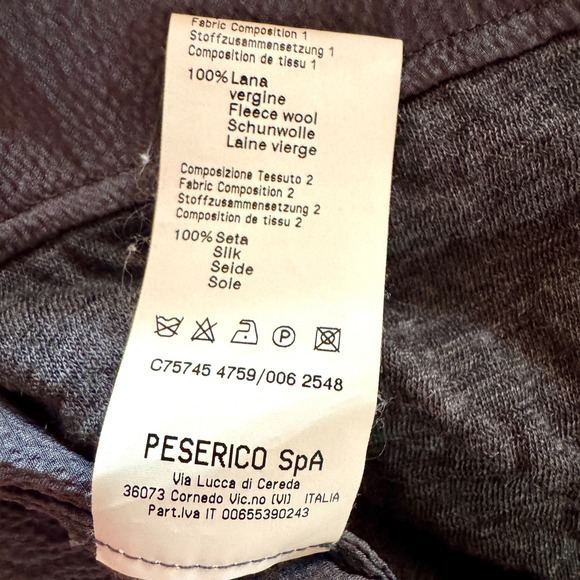 Fabric Composition 1
Stoffzusammensetzung 1
Composition de tissu 1
100% Lana
vergine
Fleece wool
Schunwolle
Laine vierge
Composizione Tessuto 2
Fabric Composition 2
Stoffzusammensetzung 2
Composition de tissu 2
100% Seta
Silk
Seide
Soie
P
C75745 4759/006 2548
PESERICO SpA
Via Lucca di Cereda
36073 Cornedo Vic.no (VI) ITALIA
Part.Iva IT 00655390243